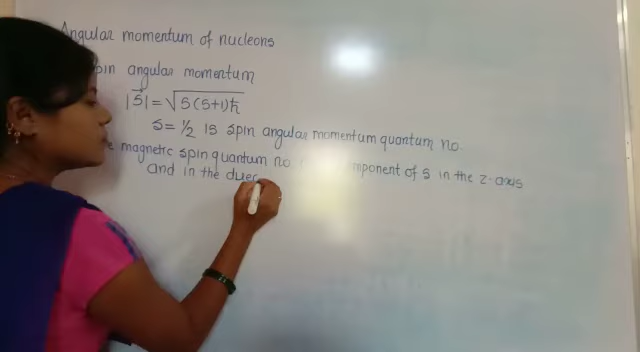 Angular momentum of nucleons
spin angular momentum
|S⃗| = √S(S+1)ℏ
S = ½ is spin angular momentum quantum no.
magnetic spin quantum no. component of S in the z-axis
and in the direc